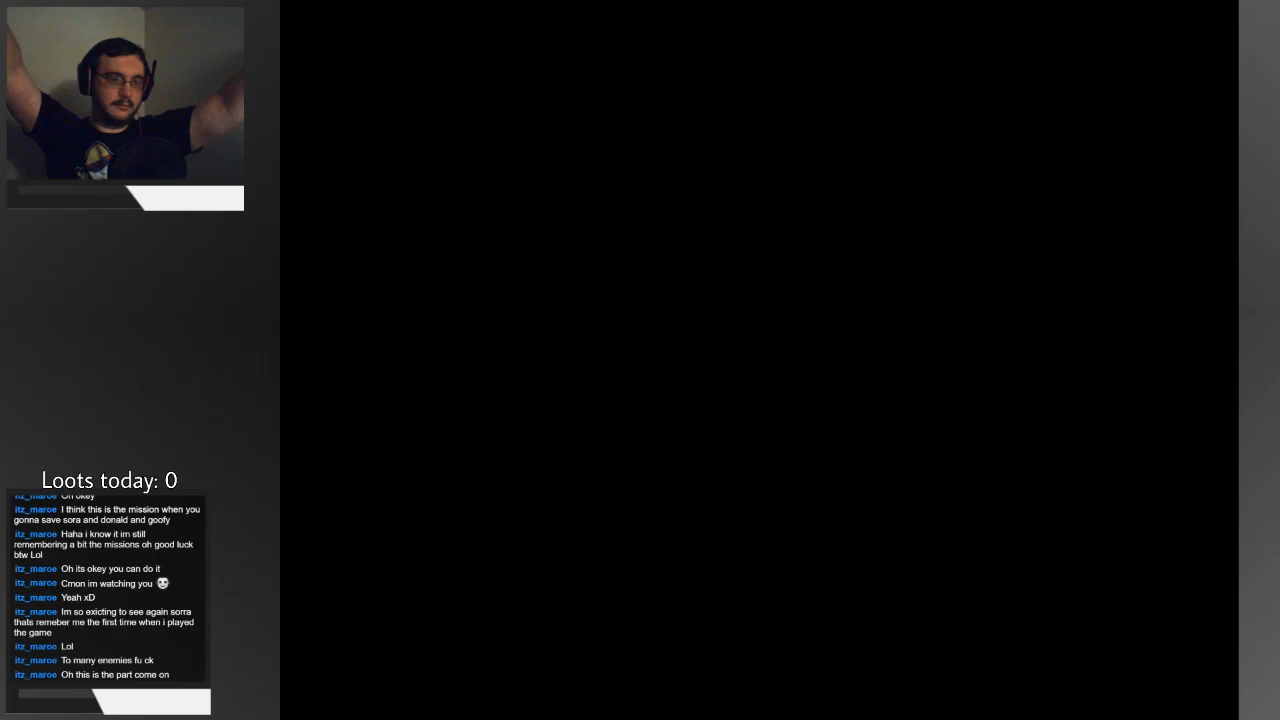 Loots today: 0
itz_maroe Oh okey
itz_maroe I think this is the mission when you
gonna save sora and donald and goofy
itz_maroe Haha i know it im still
remembering a bit the missions oh good luck
btw Lol
itz_maroe Oh its okey you can do it
itz_maroe Cmon im watching you
itz_maroe Yeah xD
itz_maroe Im so exicting to see again sorra
thats remeber me the first time when i played
the game
itz_maroe Lol
itz_maroe To many enemies fu ck
itz_maroe Oh this is the part come on